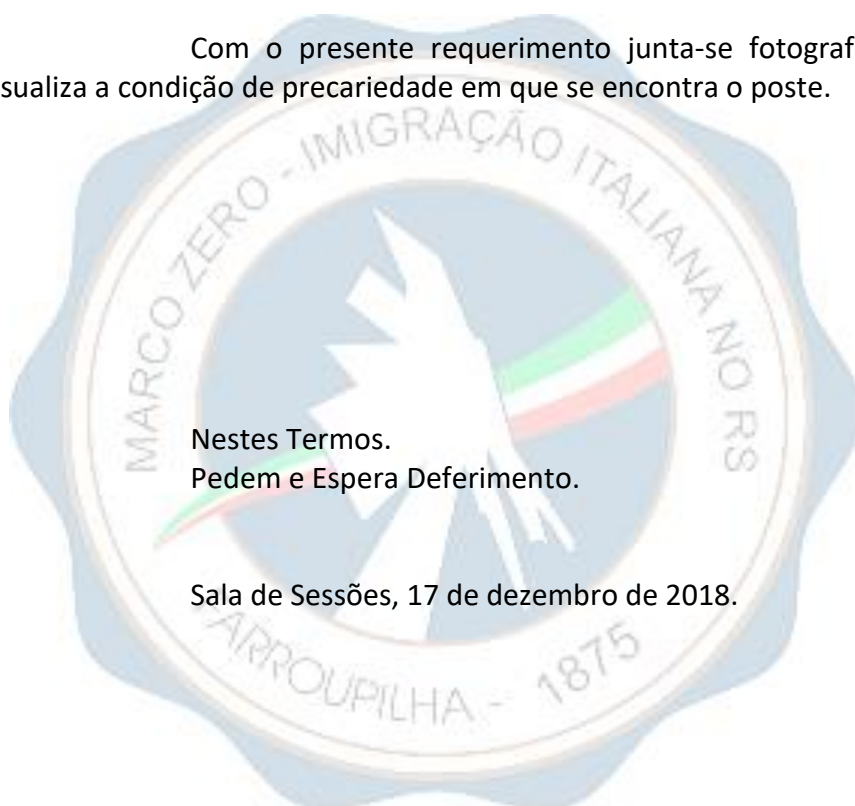 Com o presente requerimento junta-se fotograf
sualiza a condição de precariedade em que se encontra o poste.
MARCO ZERO - IMIGRAÇÃO ITALIANA NO RS
Nestes Termos.
Pedem e Espera Deferimento.
Sala de Sessões, 17 de dezembro de 2018.
FARROUPILHA - 1875